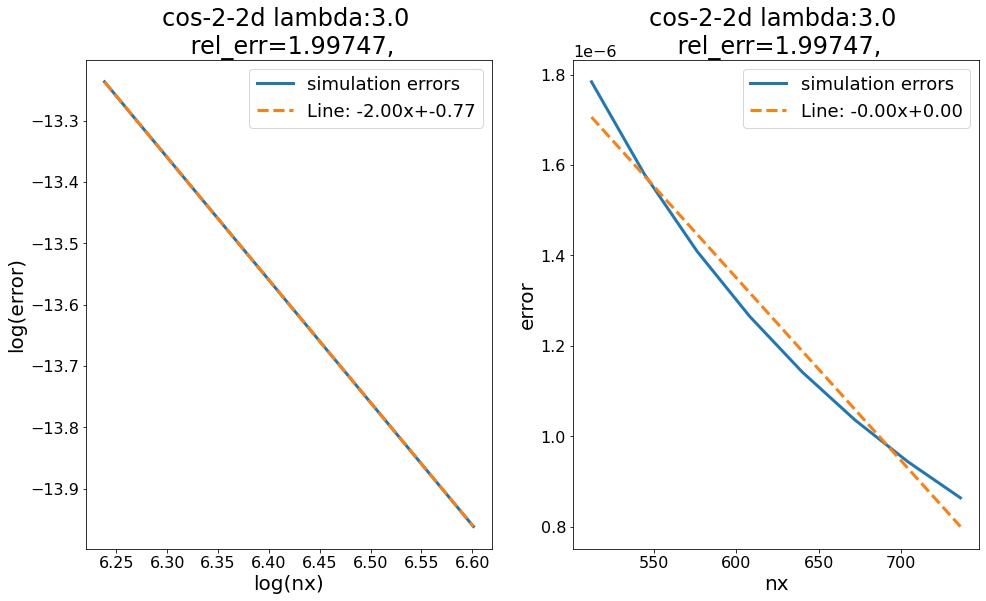 cos-2-2d lambda:3.0
rel_err=1.99747,
simulation errors
Line: -2.00x+-0.77
log(error)
−13.3
−13.4
−13.5
−13.6
−13.7
−13.8
−13.9
6.25 6.30 6.35 6.40 6.45 6.50 6.55 6.60
log(nx)
cos-2-2d lambda:3.0
rel_err=1.99747,
1e−6
simulation errors
Line: -0.00x+0.00
error
1.8
1.6
1.4
1.2
1.0
0.8
550 600 650 700
nx